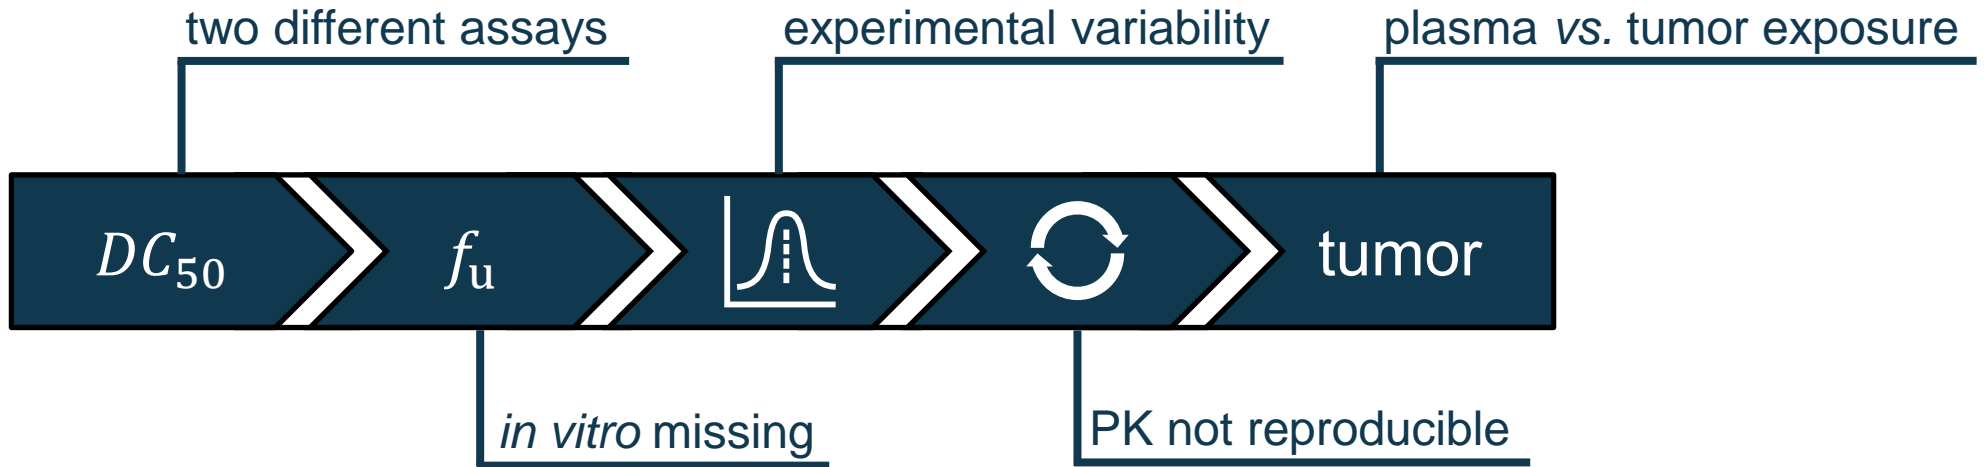 two different assays
experimental variability
plasma vs. tumor exposure
DC50
fu
tumor
in vitro missing
PK not reproducible